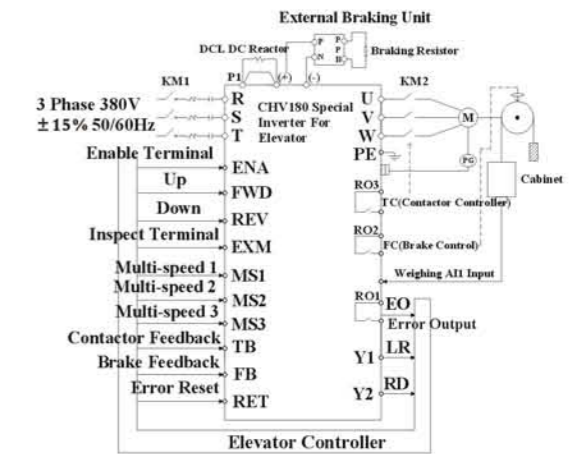 External Braking Unit
DCL DC Reactor
P
N
P
P
B
Braking Resistor
KM1
P1
(+)
(-)
KM2
3 Phase 380V
±15% 50/60Hz
R
S
T
CHV180 Special
Inverter For
Elevator
U
V
W
PE
M
PG
Cabinet
Enable Terminal
ENA
Up
FWD
Down
REV
Inspect Terminal
EXM
Multi-speed 1
MS1
Multi-speed 2
MS2
Multi-speed 3
MS3
Contactor Feedback
TB
Brake Feedback
FB
Error Reset
RET
RO3
TC(Contactor Controller)
RO2
FC(Brake Control)
Weighing AI1 Input
RO1
EO
Error Output
Y1
LR
Y2
RD
Elevator Controller